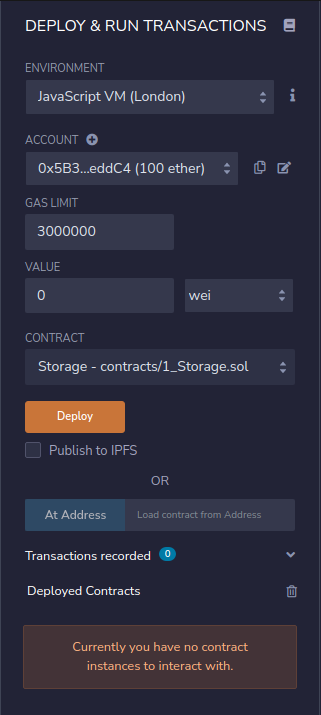 DEPLOY & RUN TRANSACTIONS
ENVIRONMENT
JavaScript VM (London)
ACCOUNT
0x5B3...eddC4 (100 ether)
GAS LIMIT
3000000
VALUE
0
wei
CONTRACT
Storage - contracts/1_Storage.sol
Deploy
Publish to IPFS
OR
At Address
Load contract from Address
Transactions recorded 0
Deployed Contracts
Currently you have no contract
instances to interact with.